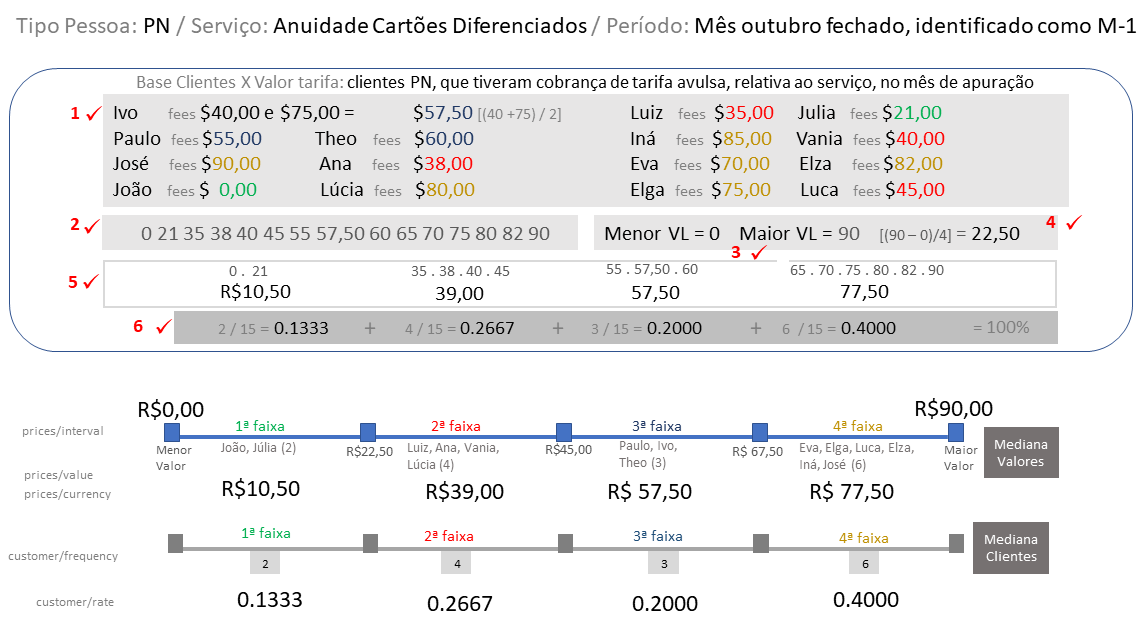 Tipo Pessoa: PN / Serviço: Anuidade Cartões Diferenciados / Período: Mês outubro fechado, identificado como M-1
Base Clientes X Valor tarifa: clientes PN, que tiveram cobrança de tarifa avulsa, relativa ao serviço, no mês de apuração
1 ✓ Ivo fees $40,00 e $75,00 = $57,50 [(40 +75) / 2] Luiz fees $35,00 Julia fees $21,00
Paulo fees $55,00 Theo fees $60,00 Iná fees $85,00 Vania fees $40,00
José fees $90,00 Ana fees $38,00 Eva fees $70,00 Elza fees $82,00
João fees $ 0,00 Lúcia fees $80,00 Elga fees $75,00 Luca fees $45,00
2 ✓ 0 21 35 38 40 45 55 57,50 60 65 70 75 80 82 90 Menor VL = 0 Maior VL = 90 [(90 – 0)/4] = 22,50 4 ✓
3 ✓
5 ✓ 0 . 21 35 . 38 . 40 . 45 55 . 57,50 . 60 65 . 70 . 75 . 80 . 82 . 90
R$10,50 39,00 57,50 77,50
6 ✓ 2 / 15 = 0.1333 + 4 / 15 = 0.2667 + 3 / 15 = 0.2000 + 6 / 15 = 0.4000 = 100%
R$0,00 R$90,00
prices/interval 1ª faixa 2ª faixa 3ª faixa 4ª faixa
Menor Valor João, Júlia (2) R$22,50 Luiz, Ana, Vania, R$45,00 Paulo, Ivo, R$ 67,50 Eva, Elga, Luca, Elza, Maior Valor Mediana Valores
Lúcia (4) Theo (3) Iná, José (6)
prices/value
prices/currency R$10,50 R$39,00 R$ 57,50 R$ 77,50
1ª faixa 2ª faixa 3ª faixa 4ª faixa Mediana Clientes
customer/frequency 2 4 3 6
customer/rate 0.1333 0.2667 0.2000 0.4000